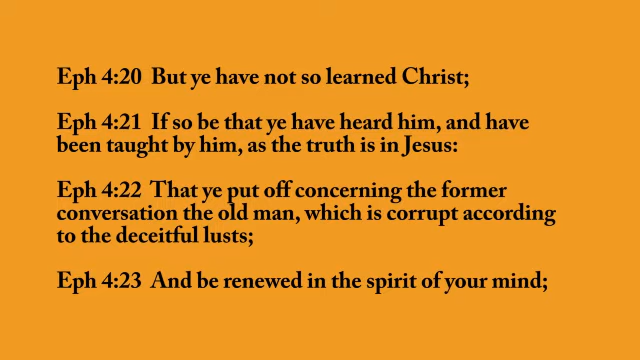 Eph 4:20  But ye have not so learned Christ;
Eph 4:21  If so be that ye have heard him, and have
been taught by him, as the truth is in Jesus:
Eph 4:22  That ye put off concerning the former
conversation the old man, which is corrupt according
to the deceitful lusts;
Eph 4:23  And be renewed in the spirit of your mind;